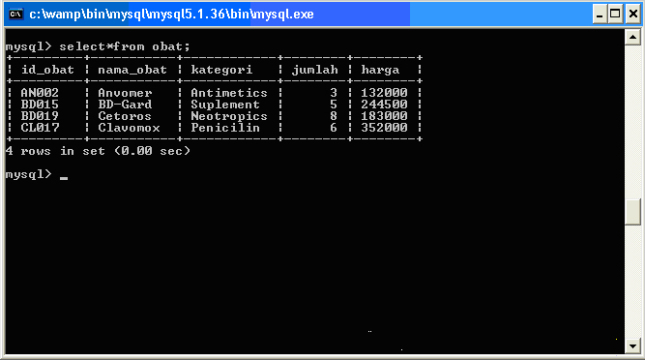 c:\wamp\bin\mysql\mysql5.1.36\bin\mysql.exe
mysql> select*from obat;
+---------+-----------+------------+--------+--------+
| id_obat | nama_obat | kategori | jumlah | harga |
+---------+-----------+------------+--------+--------+
| AN002 | Anvomer | Antimetics | 3 | 132000 |
| BD015 | BD-Gard | Suplement | 5 | 244500 |
| BD019 | Cetoros | Neotropics | 8 | 183000 |
| CL017 | Clavomox | Penicilin | 6 | 352000 |
+---------+-----------+------------+--------+--------+
4 rows in set (0.00 sec)
mysql> _